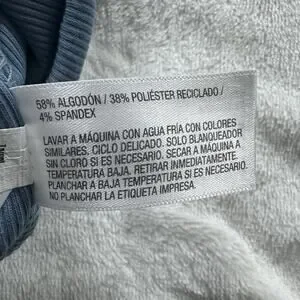 58% ALGODÓN / 38% POLIÉSTER RECICLADO /
4% SPANDEX
LAVAR A MÁQUINA CON AGUA FRÍA CON COLORES
SIMILARES. CICLO DELICADO. SOLO BLANQUEADOR
SIN CLORO SI ES NECESARIO. SECAR A MÁQUINA A
TEMPERATURA BAJA. RETIRAR INMEDIATAMENTE.
PLANCHAR A BAJA TEMPERATURA SI ES NECESARIO.
NO PLANCHAR LA ETIQUETA IMPRESA.